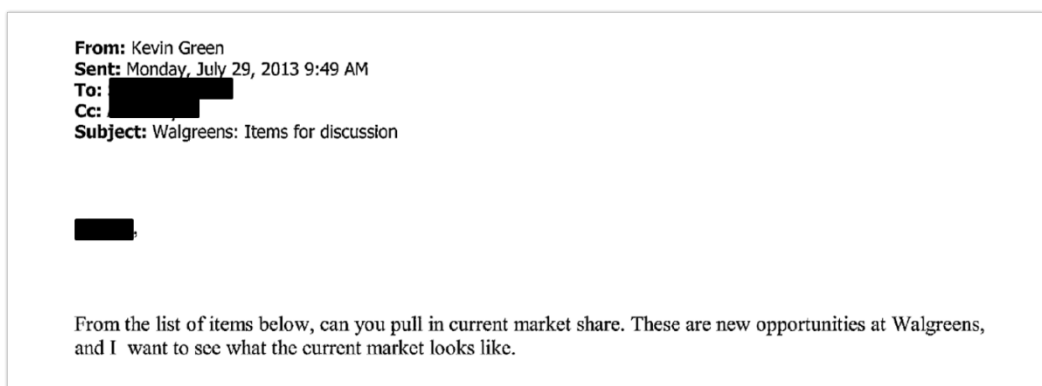 From: Kevin Green
Sent: Monday, July 29, 2013 9:49 AM
To:
Cc:
Subject: Walgreens: Items for discussion
,
From the list of items below, can you pull in current market share. These are new opportunities at Walgreens,
and I want to see what the current market looks like.